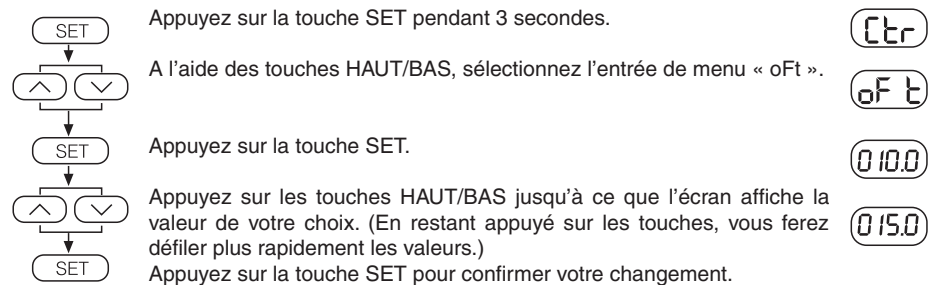 SET
Appuyez sur la touche SET pendant 3 secondes.
Ctr
A l'aide des touches HAUT/BAS, sélectionnez l'entrée de menu « oFt ».
oF t
SET
Appuyez sur la touche SET.
010.0
Appuyez sur les touches HAUT/BAS jusqu'à ce que l'écran affiche la
valeur de votre choix. (En restant appuyé sur les touches, vous ferez
défiler plus rapidement les valeurs.)
015.0
SET
Appuyez sur la touche SET pour confirmer votre changement.